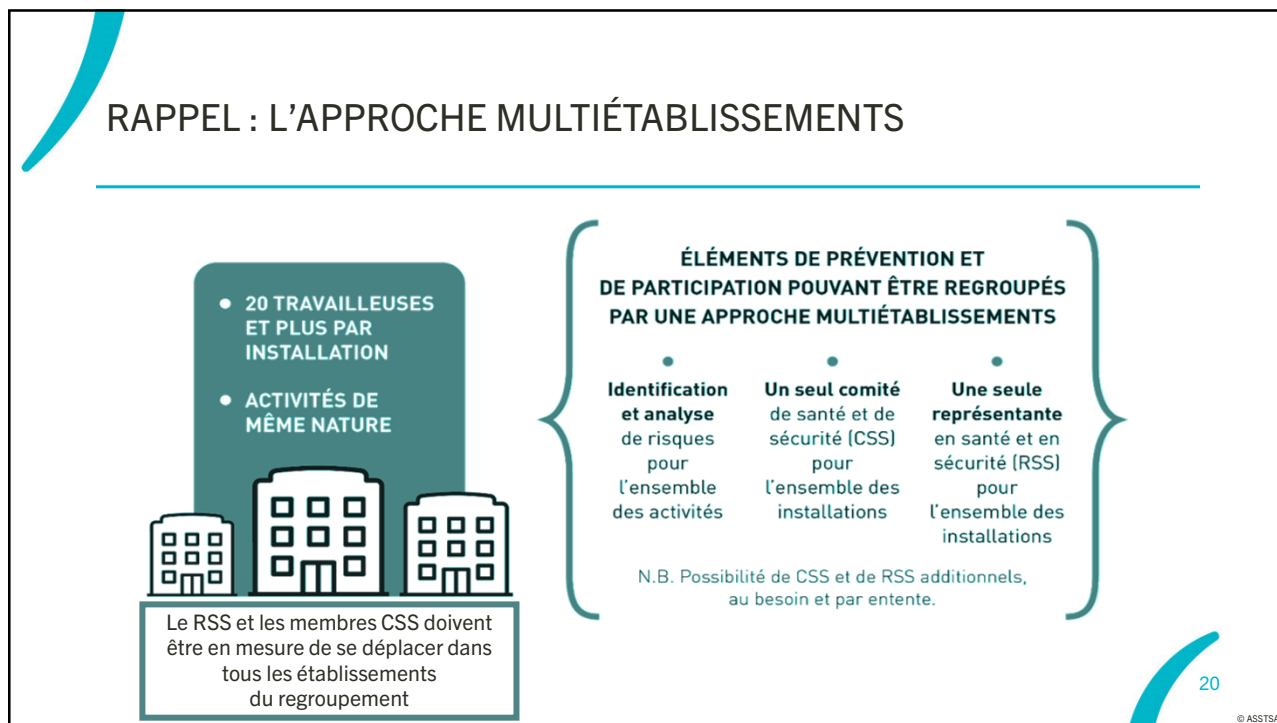 RAPPEL : L'APPROCHE MULTIÉTABLISSEMENTS
● 20 TRAVAILLEUSES
ET PLUS PAR
INSTALLATION
● ACTIVITÉS DE
MÊME NATURE
Le RSS et les membres CSS doivent
être en mesure de se déplacer dans
tous les établissements
du regroupement
ÉLÉMENTS DE PRÉVENTION ET
DE PARTICIPATION POUVANT ÊTRE REGROUPÉS
PAR UNE APPROCHE MULTIÉTABLISSEMENTS
Identification
et analyse
de risques
pour
l'ensemble
des activités
Un seul comité
de santé et de
sécurité (CSS)
pour
l'ensemble des
installations
Une seule
représentante
en santé et en
sécurité (RSS)
pour
l'ensemble des
installations
N.B. Possibilité de CSS et de RSS additionnels,
au besoin et par entente.
20